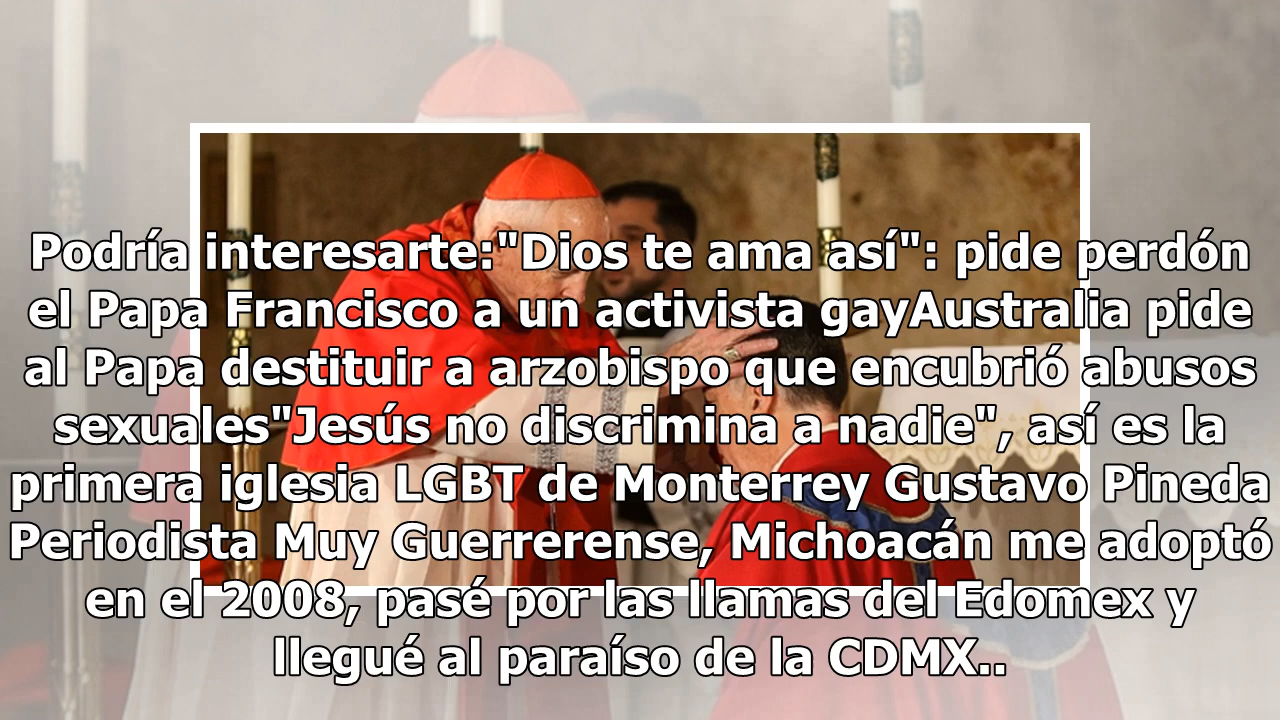 Podría interesarte:"Dios te ama así": pide perdón
el Papa Francisco a un activista gayAustralia pide
al Papa destituir a arzobispo que encubrió abusos
sexuales"Jesús no discrimina a nadie", así es la
primera iglesia LGBT de Monterrey Gustavo Pineda
Periodista Muy Guerrerense, Michoacán me adoptó
en el 2008, pasé por las llamas del Edomex y
llegué al paraíso de la CDMX..